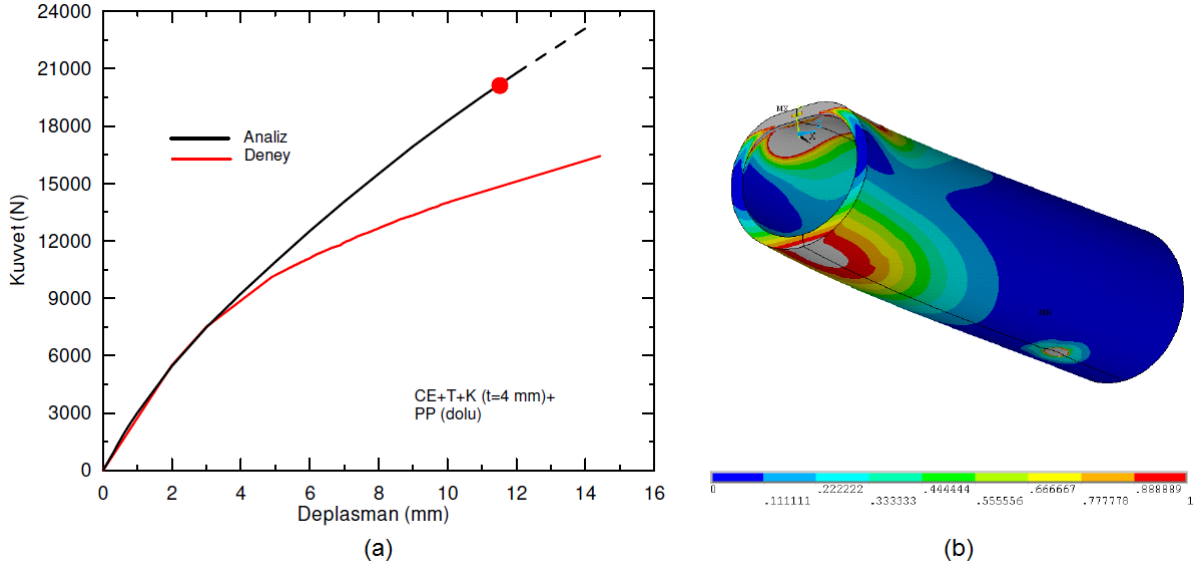 24000
21000
18000
15000
12000
9000
6000
3000
0
Kuvvet (N)
Analiz
Deney
CE+T+K (t=4 mm)+
PP (dolu)
0 2 4 6 8 10 12 14 16
Deplasman (mm)
(a)
MX
0 .222222 .444444 .666667 .888889
.111111 .333333 .555556 .777778 1
(b)